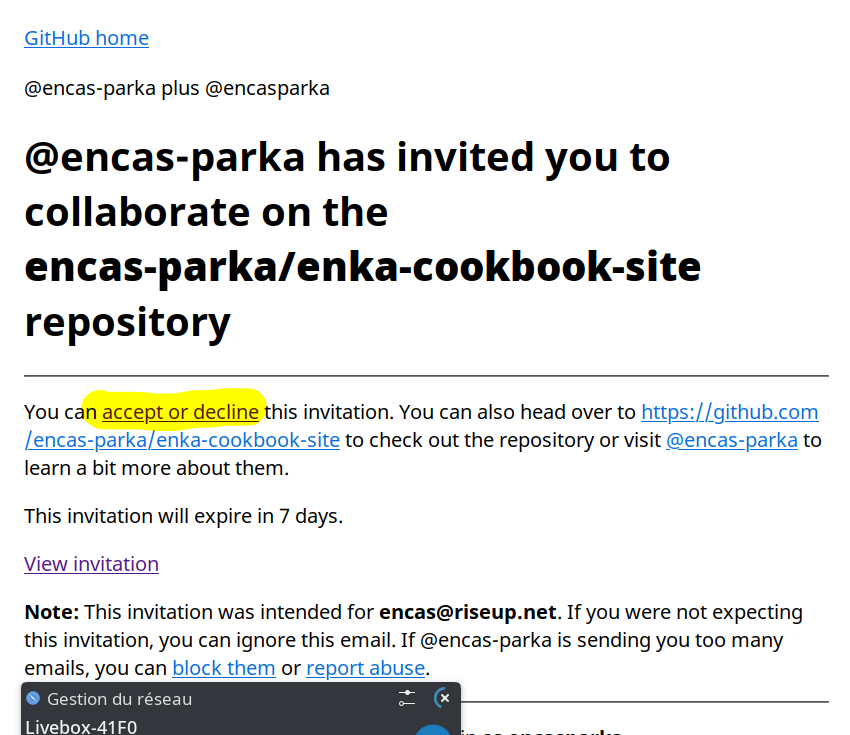 GitHub home
@encas-parka plus @encasparka
@encas-parka has invited you to
collaborate on the
encas-parka/enka-cookbook-site
repository
You can accept or decline this invitation. You can also head over to https://github.com
/encas-parka/enka-cookbook-site to check out the repository or visit @encas-parka to
learn a bit more about them.
This invitation will expire in 7 days.
View invitation
Note: This invitation was intended for encas@riseup.net. If you were not expecting
this invitation, you can ignore this email. If @encas-parka is sending you too many
emails, you can block them or report abuse.
Gestion du réseau
Livebox-41F0